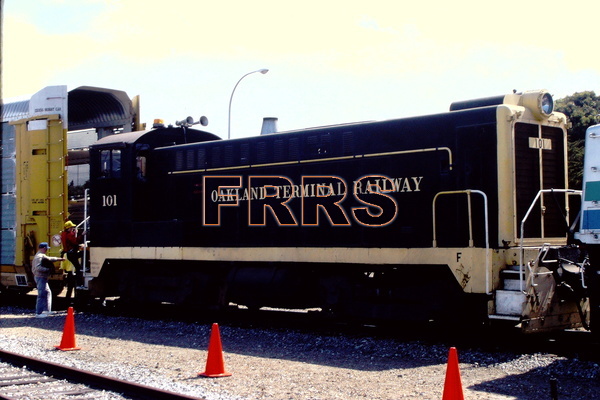 OAKLAND TERMINAL RAILWAY
FRRS
101
101
F